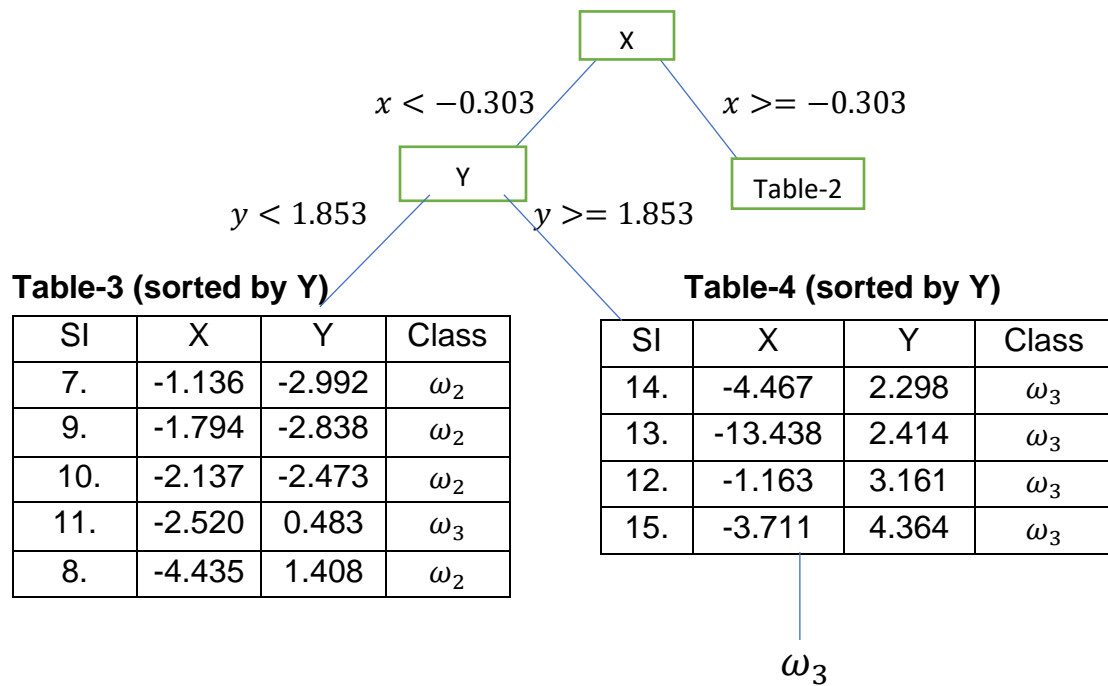 X
x < −0.303 x >= −0.303
Y Table-2
y < 1.853 y >= 1.853
Table-3 (sorted by Y) Table-4 (sorted by Y)
SI X Y Class
7. -1.136 -2.992 ω₂
9. -1.794 -2.838 ω₂
10. -2.137 -2.473 ω₂
11. -2.520 0.483 ω₃
8. -4.435 1.408 ω₂
SI X Y Class
14. -4.467 2.298 ω₃
13. -13.438 2.414 ω₃
12. -1.163 3.161 ω₃
15. -3.711 4.364 ω₃
ω₃